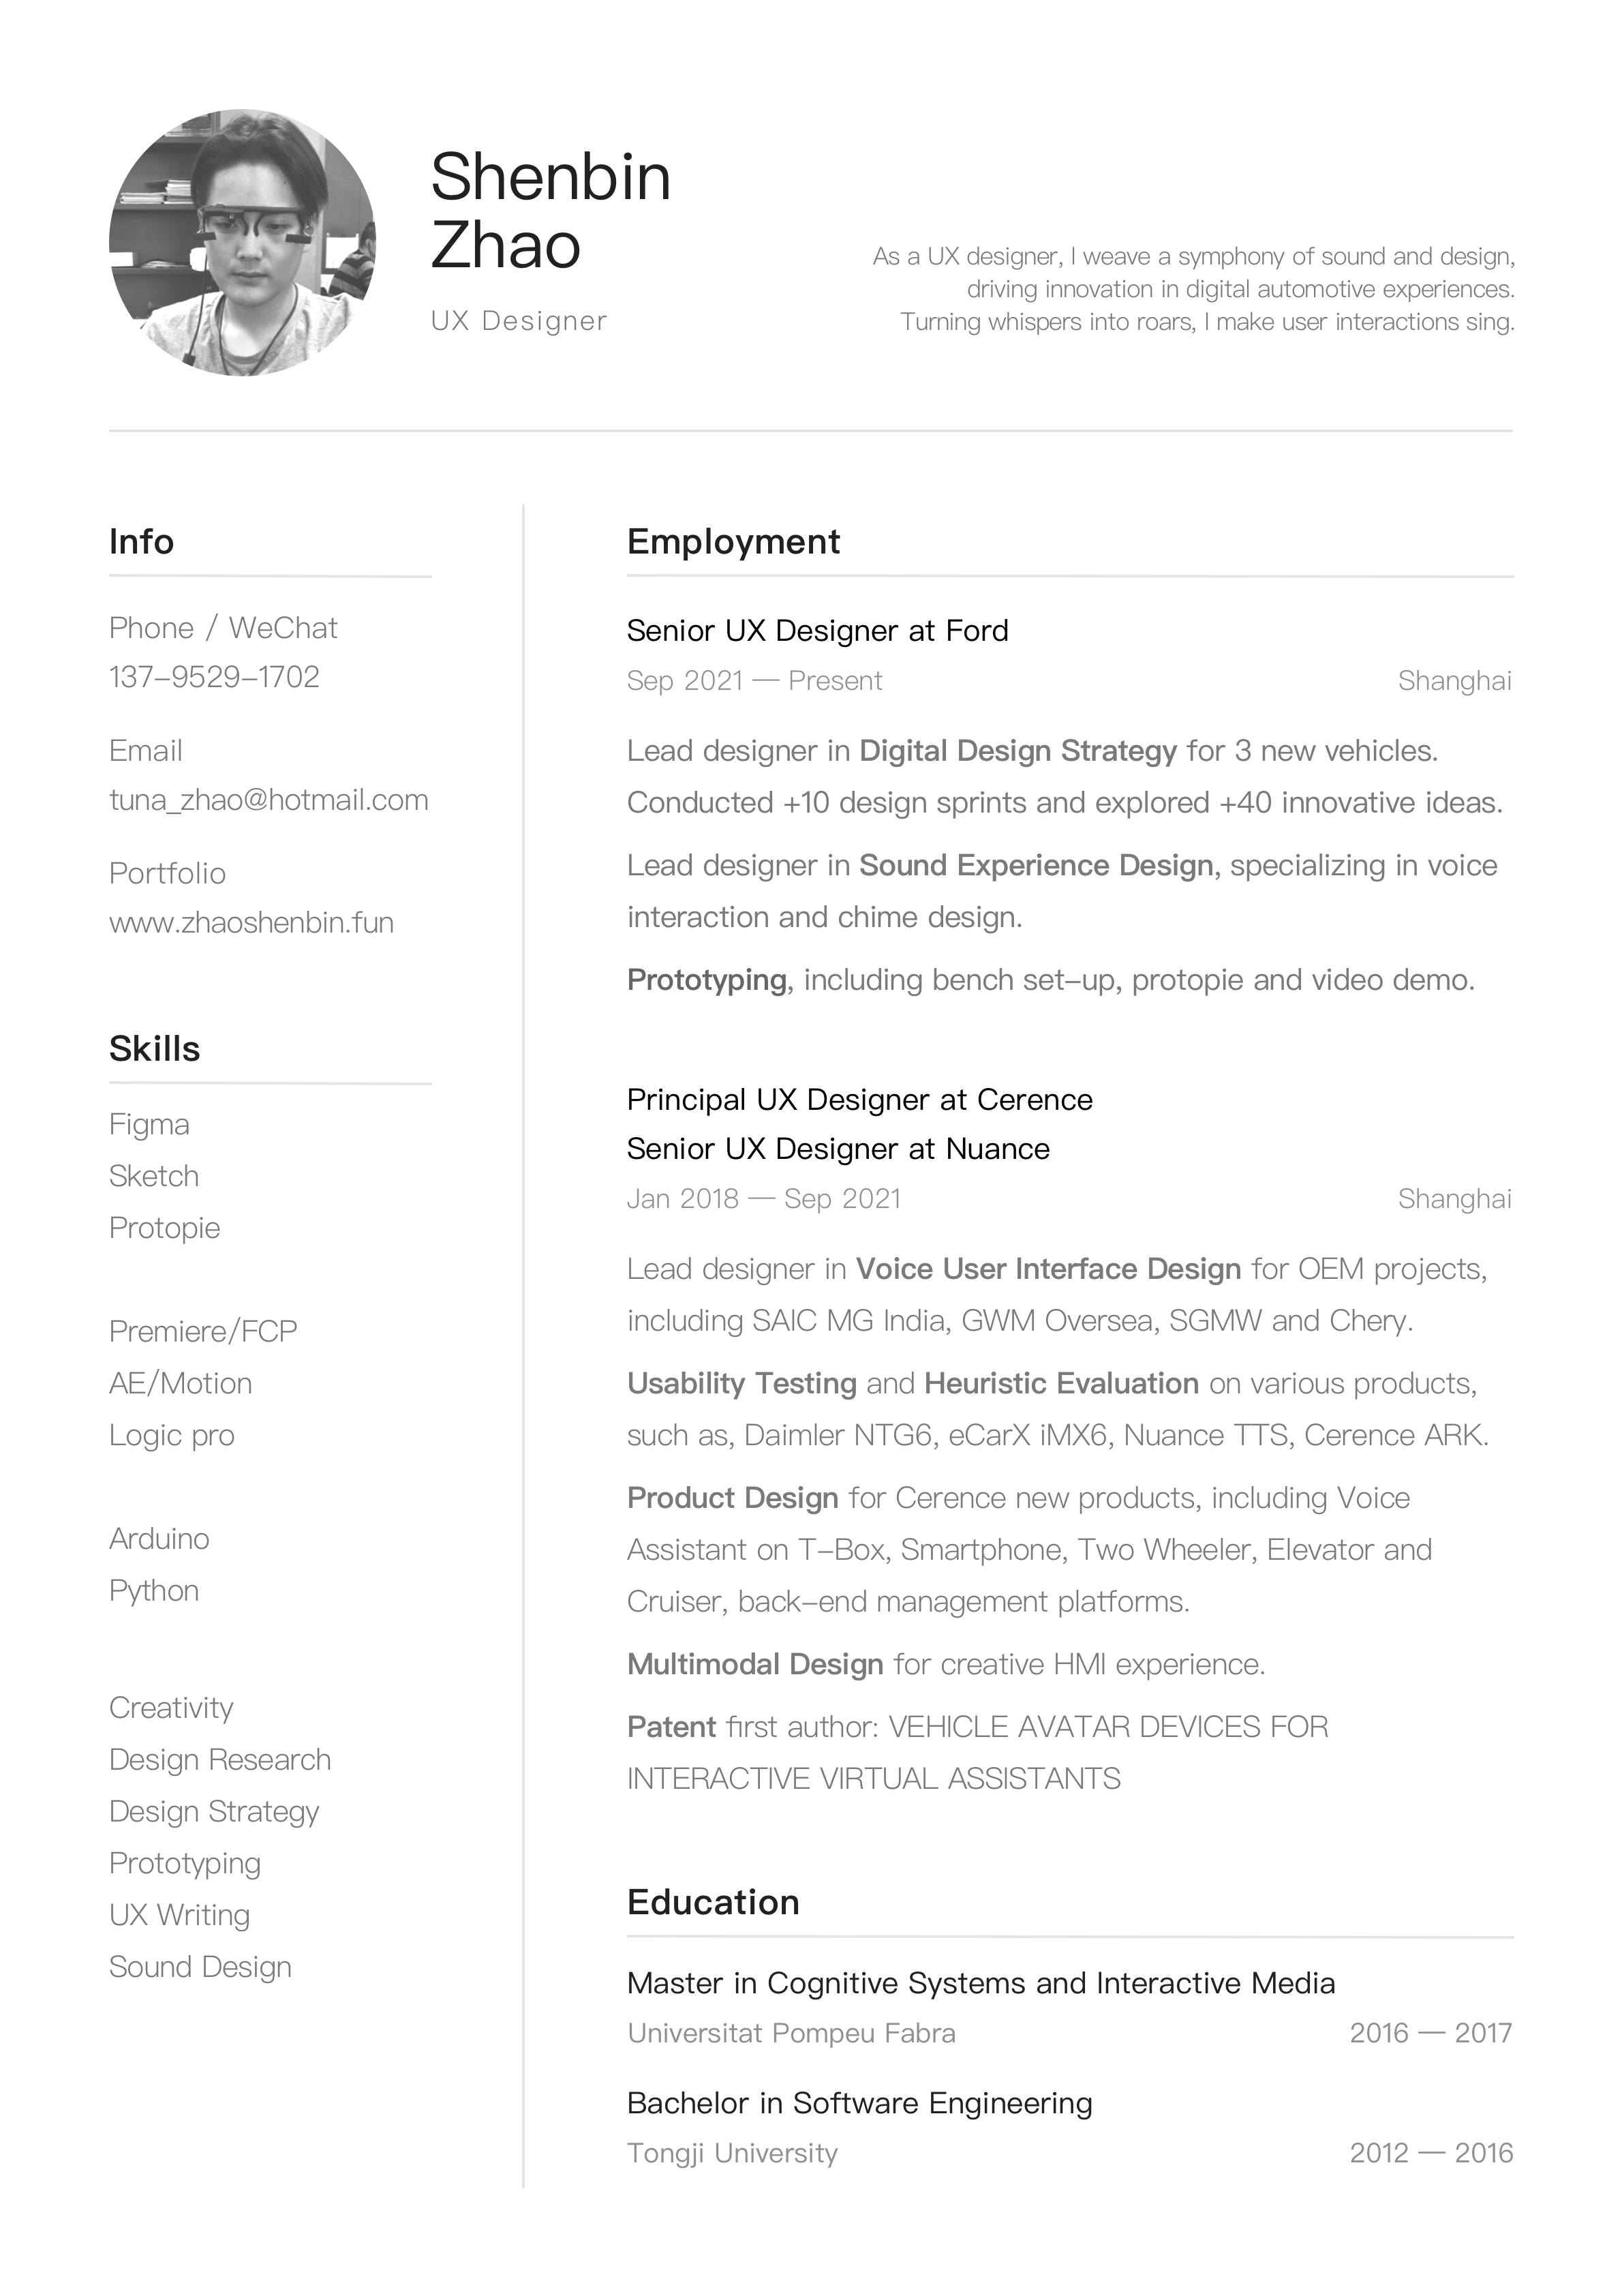 Shenbin
Zhao
UX Designer
As a UX designer, I weave a symphony of sound and design,
driving innovation in digital automotive experiences.
Turning whispers into roars, I make user interactions sing.
Info
Phone / WeChat
137-9529-1702
Email
tuna_zhao@hotmail.com
Portfolio
www.zhaoshenbin.fun
Skills
Figma
Sketch
Protopie
Premiere/FCP
AE/Motion
Logic pro
Arduino
Python
Creativity
Design Research
Design Strategy
Prototyping
UX Writing
Sound Design
Employment
Senior UX Designer at Ford
Sep 2021 — Present Shanghai
Lead designer in Digital Design Strategy for 3 new vehicles.
Conducted +10 design sprints and explored +40 innovative ideas.
Lead designer in Sound Experience Design, specializing in voice
interaction and chime design.
Prototyping, including bench set-up, protopie and video demo.
Principal UX Designer at Cerence
Senior UX Designer at Nuance
Jan 2018 — Sep 2021 Shanghai
Lead designer in Voice User Interface Design for OEM projects,
including SAIC MG India, GWM Oversea, SGMW and Chery.
Usability Testing and Heuristic Evaluation on various products,
such as, Daimler NTG6, eCarX iMX6, Nuance TTS, Cerence ARK.
Product Design for Cerence new products, including Voice
Assistant on T-Box, Smartphone, Two Wheeler, Elevator and
Cruiser, back-end management platforms.
Multimodal Design for creative HMI experience.
Patent first author: VEHICLE AVATAR DEVICES FOR
INTERACTIVE VIRTUAL ASSISTANTS
Education
Master in Cognitive Systems and Interactive Media
Universitat Pompeu Fabra 2016 — 2017
Bachelor in Software Engineering
Tongji University 2012 — 2016